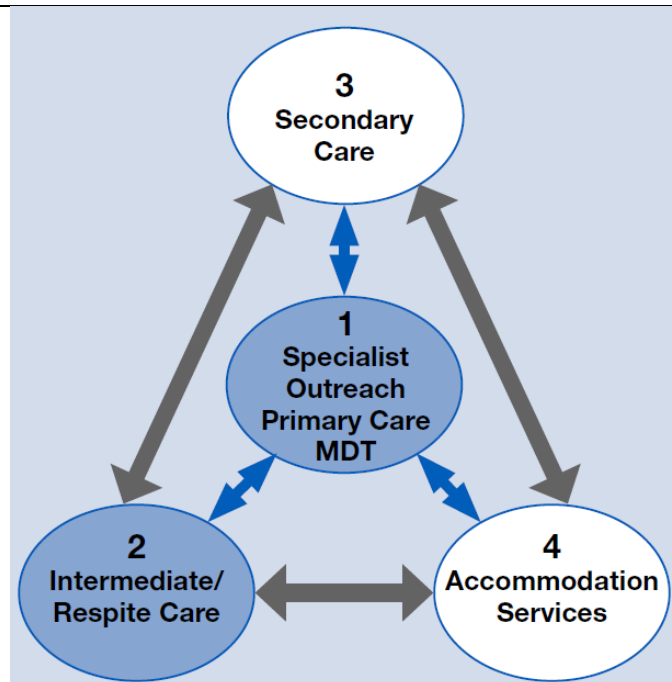 3
Secondary
Care
1
Specialist
Outreach
Primary Care
MDT
2
Intermediate/
Respite Care
4
Accommodation
Services